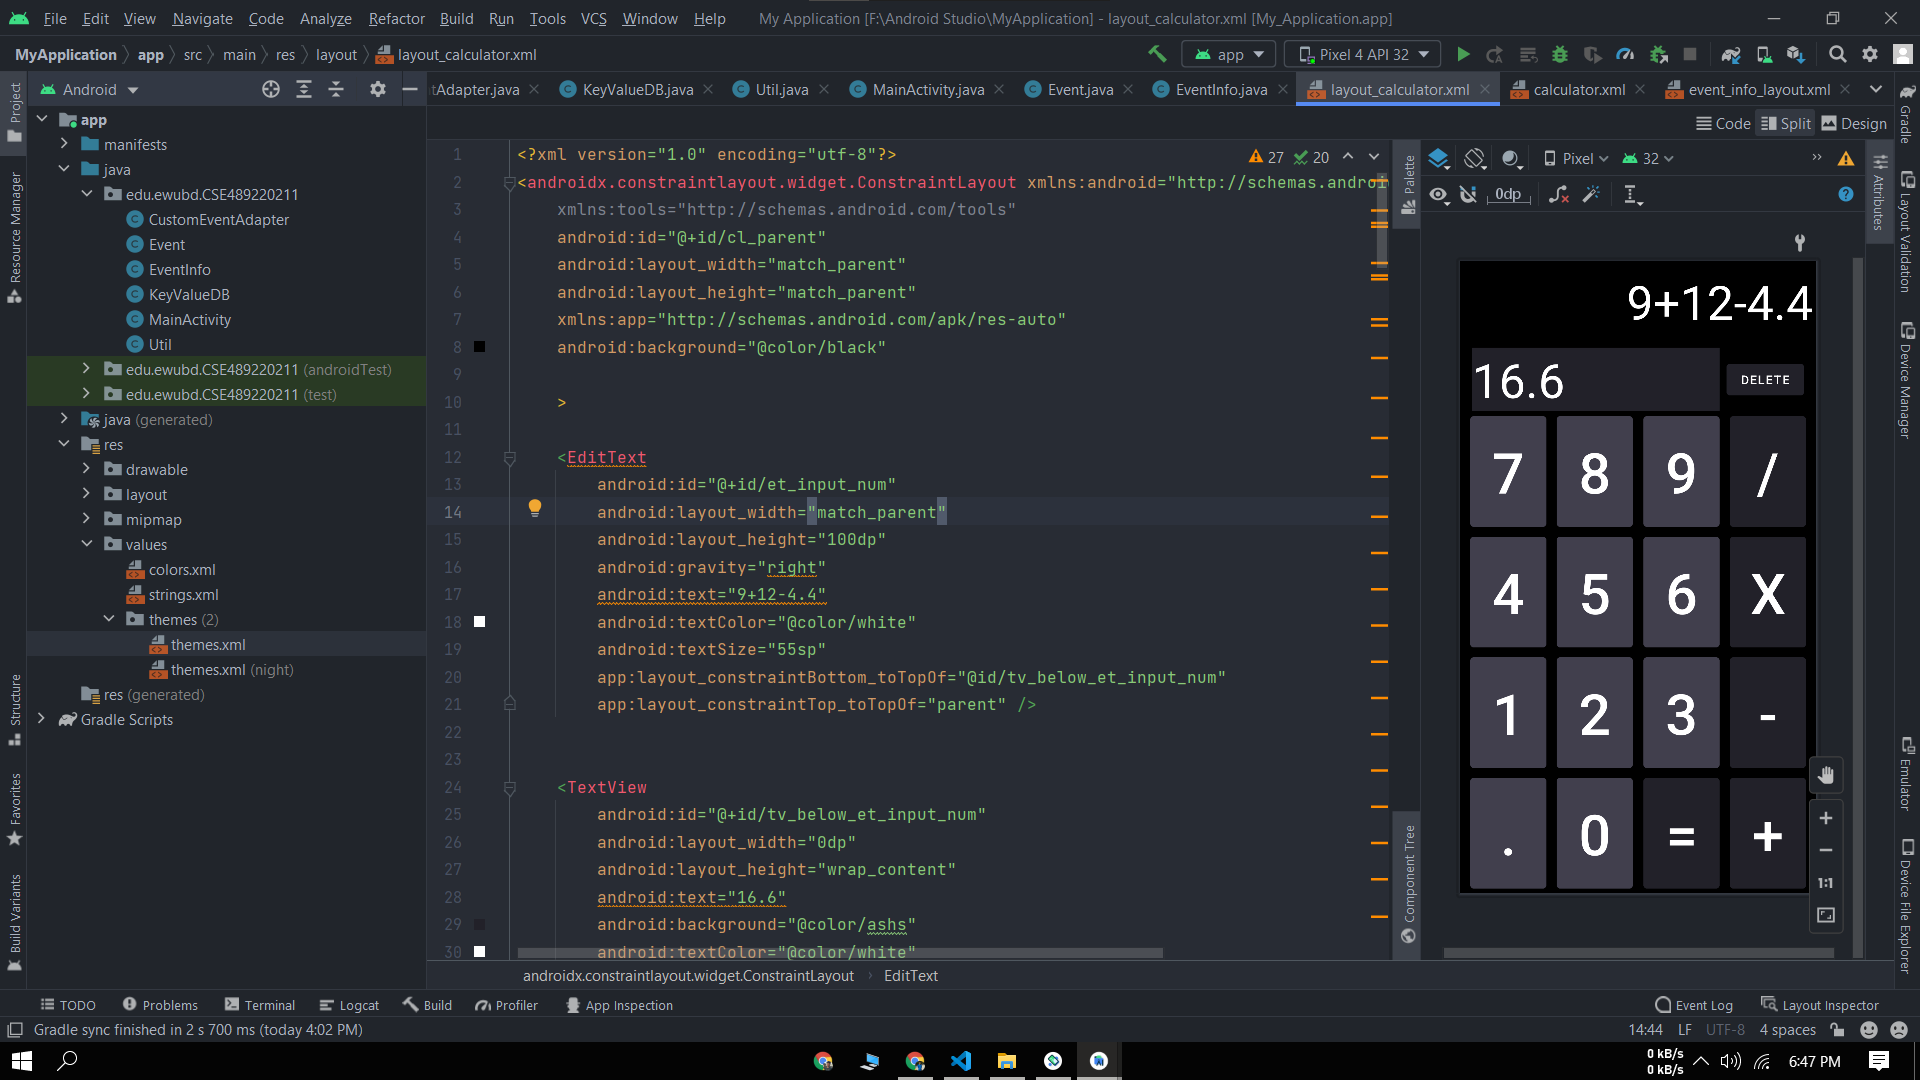 File Edit View Navigate Code Analyze Refactor Build Run Tools VCS Window Help My Application [F:\Android Studio\MyApplication] - layout_calculator.xml [My_Application.app]
MyApplication app src main res layout layout_calculator.xml app Pixel 4 API 32
Android
tAdapter.java KeyValueDB.java Util.java MainActivity.java Event.java EventInfo.java layout_calculator.xml calculator.xml event_info_layout.xml
Code Split Design
Project
Resource Manager
Structure
Favorites
Build Variants
app
manifests
java
edu.ewubd.CSE489220211
CustomEventAdapter
Event
EventInfo
KeyValueDB
MainActivity
Util
edu.ewubd.CSE489220211 (androidTest)
edu.ewubd.CSE489220211 (test)
java (generated)
res
drawable
layout
mipmap
values
colors.xml
strings.xml
themes (2)
themes.xml
themes.xml (night)
res (generated)
Gradle Scripts
27 20
1 <?xml version="1.0" encoding="utf-8"?>
2 <androidx.constraintlayout.widget.ConstraintLayout xmlns:android="http://schemas.androi
3 xmlns:tools="http://schemas.android.com/tools"
4 android:id="@+id/cl_parent"
5 android:layout_width="match_parent"
6 android:layout_height="match_parent"
7 xmlns:app="http://schemas.android.com/apk/res-auto"
8 android:background="@color/black"
9
10 >
11
12 <EditText
13 android:id="@+id/et_input_num"
14 android:layout_width="match_parent"
15 android:layout_height="100dp"
16 android:gravity="right"
17 android:text="9+12-4.4"
18 android:textColor="@color/white"
19 android:textSize="55sp"
20 app:layout_constraintBottom_toTopOf="@id/tv_below_et_input_num"
21 app:layout_constraintTop_toTopOf="parent" />
22
23
24 <TextView
25 android:id="@+id/tv_below_et_input_num"
26 android:layout_width="0dp"
27 android:layout_height="wrap_content"
28 android:text="16.6"
29 android:background="@color/ashs"
30 android:textColor="@color/white"
androidx.constraintlayout.widget.ConstraintLayout EditText
Palette
Component Tree
Pixel 32
0dp
9+12-4.4
16.6 DELETE
7 8 9 /
4 5 6 X
1 2 3 -
. 0 = +
+
−
1:1
Attributes
Gradle
Layout Validation
Device Manager
Emulator
Device File Explorer
TODO Problems Terminal Logcat Build Profiler App Inspection Event Log Layout Inspector
Gradle sync finished in 2 s 700 ms (today 4:02 PM) 14:44 LF UTF-8 4 spaces
0 kB/s
0 kB/s
6:47 PM